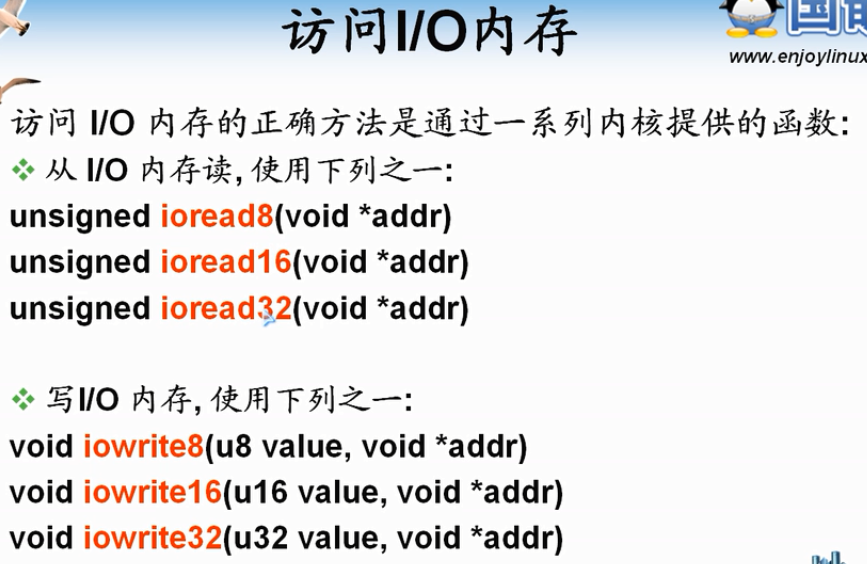 访问I/O内存
国
www.enjoylinux
访问 I/O 内存的正确方法是通过一系列内核提供的函数:
从 I/O 内存读, 使用下列之一:
unsigned ioread8(void *addr)
unsigned ioread16(void *addr)
unsigned ioread32(void *addr)
写I/O 内存, 使用下列之一:
void iowrite8(u8 value, void *addr)
void iowrite16(u16 value, void *addr)
void iowrite32(u32 value, void *addr)